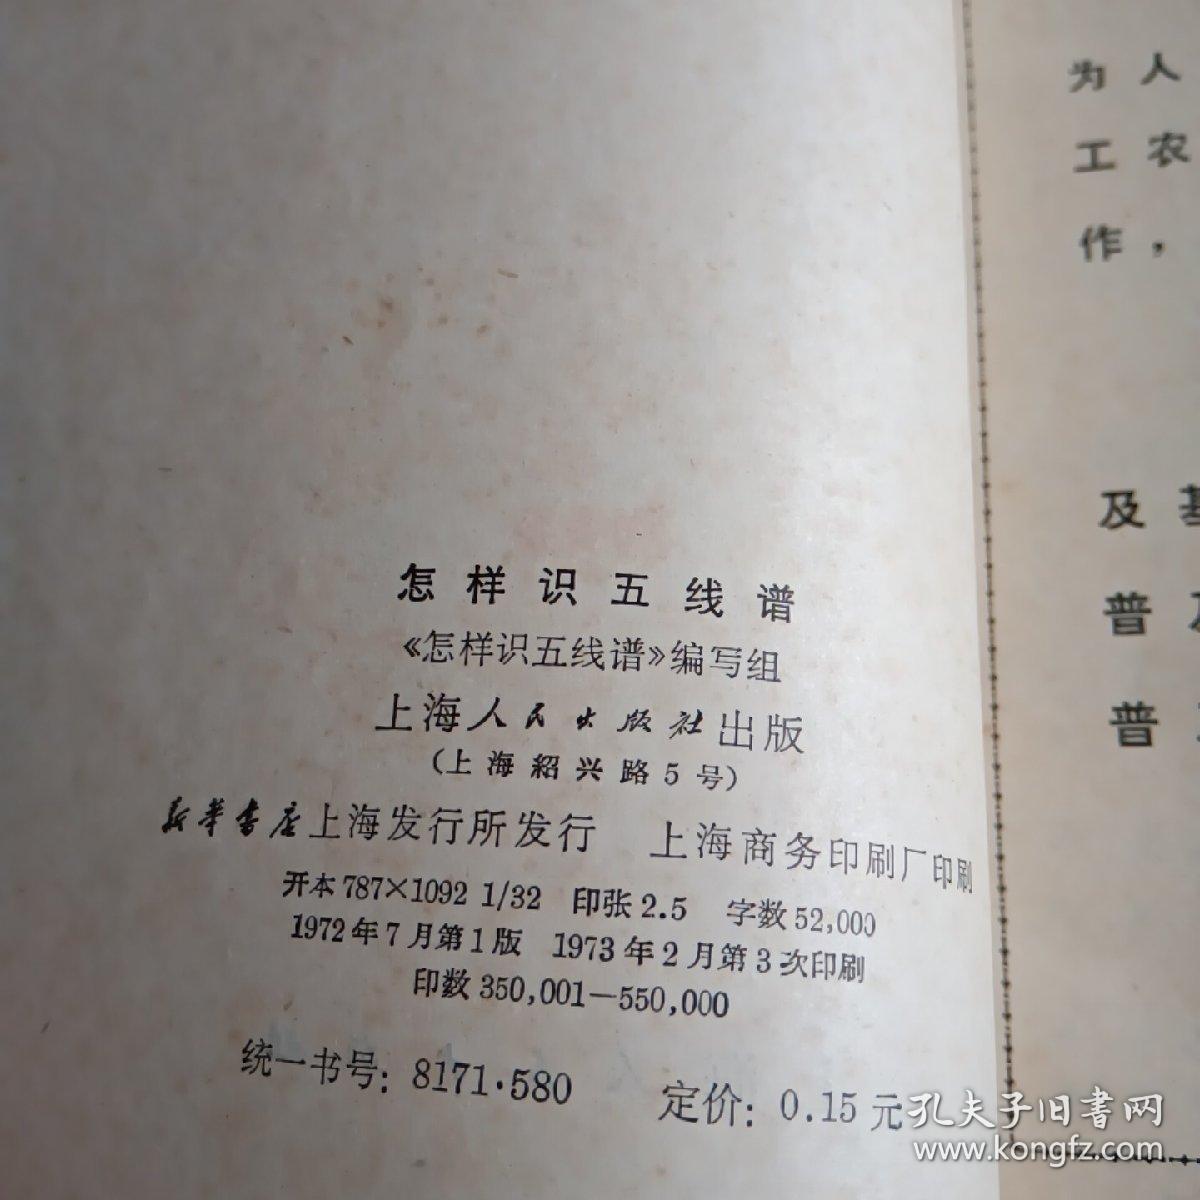 怎样识五线谱
《怎样识五线谱》编写组
上海人民出版社出版
(上海紹兴路5号)
新华书店上海发行所发行 上海商务印刷厂印刷
开本787×1092 1/32 印张2.5 字数52,000
1972年7月第1版 1973年2月第3次印刷
印数350,001—550,000
统一书号：8171·580 定价：0.15元
为人
工农
作，
及基
普及
普
孔夫子旧书网
www.kongfz.com